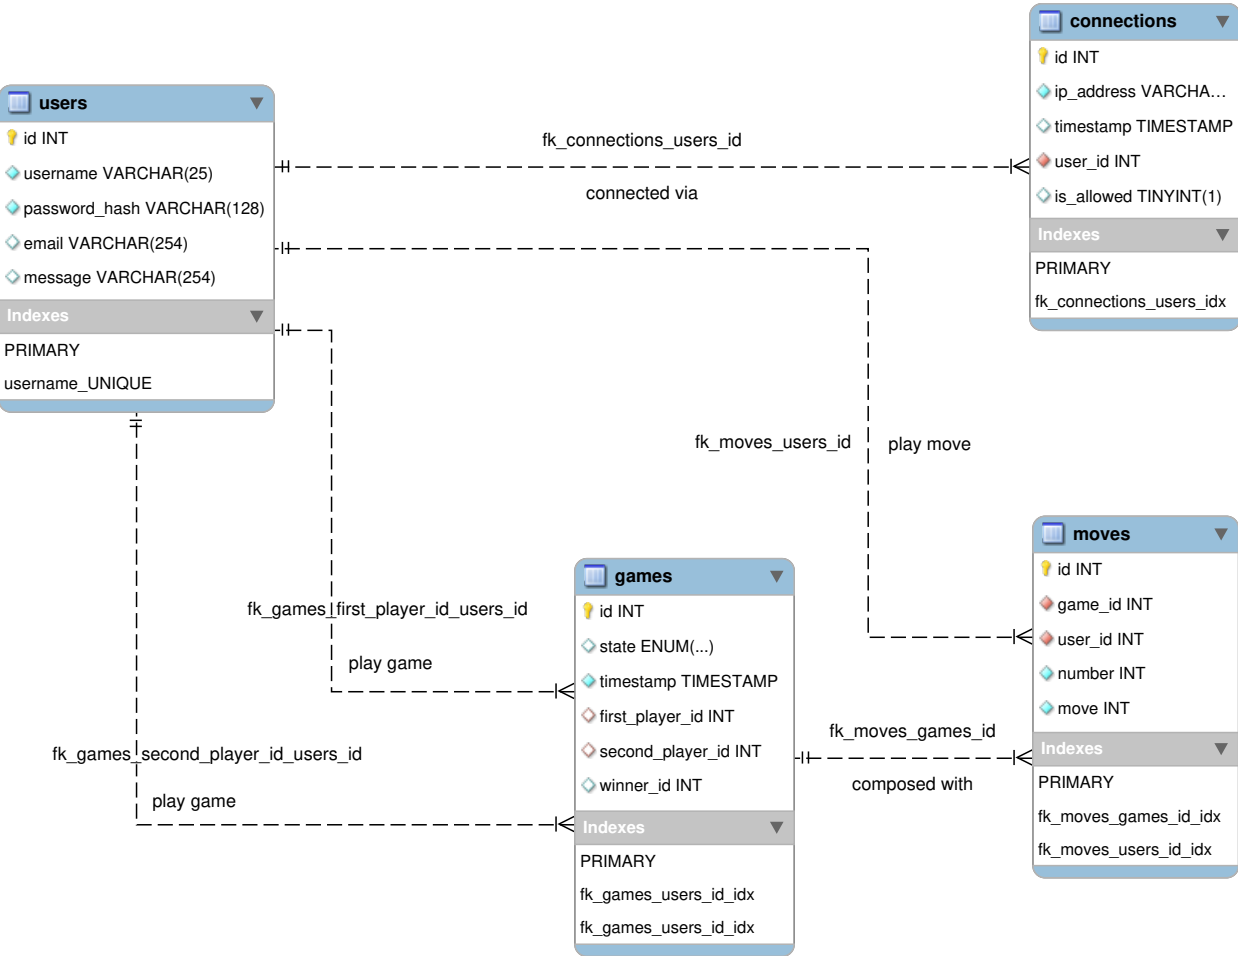 connections
id INT
ip_address VARCHA...
timestamp TIMESTAMP
user_id INT
is_allowed TINYINT(1)
Indexes
PRIMARY
fk_connections_users_idx
users
id INT
username VARCHAR(25)
password_hash VARCHAR(128)
email VARCHAR(254)
message VARCHAR(254)
Indexes
PRIMARY
username_UNIQUE
fk_connections_users_id
connected via
fk_moves_users_id
play move
fk_games_first_player_id_users_id
play game
fk_games_second_player_id_users_id
play game
games
id INT
state ENUM(...)
timestamp TIMESTAMP
first_player_id INT
second_player_id INT
winner_id INT
Indexes
PRIMARY
fk_games_users_id_idx
fk_games_users_id_idx
fk_moves_games_id
composed with
moves
id INT
game_id INT
user_id INT
number INT
move INT
Indexes
PRIMARY
fk_moves_games_id_idx
fk_moves_users_id_idx